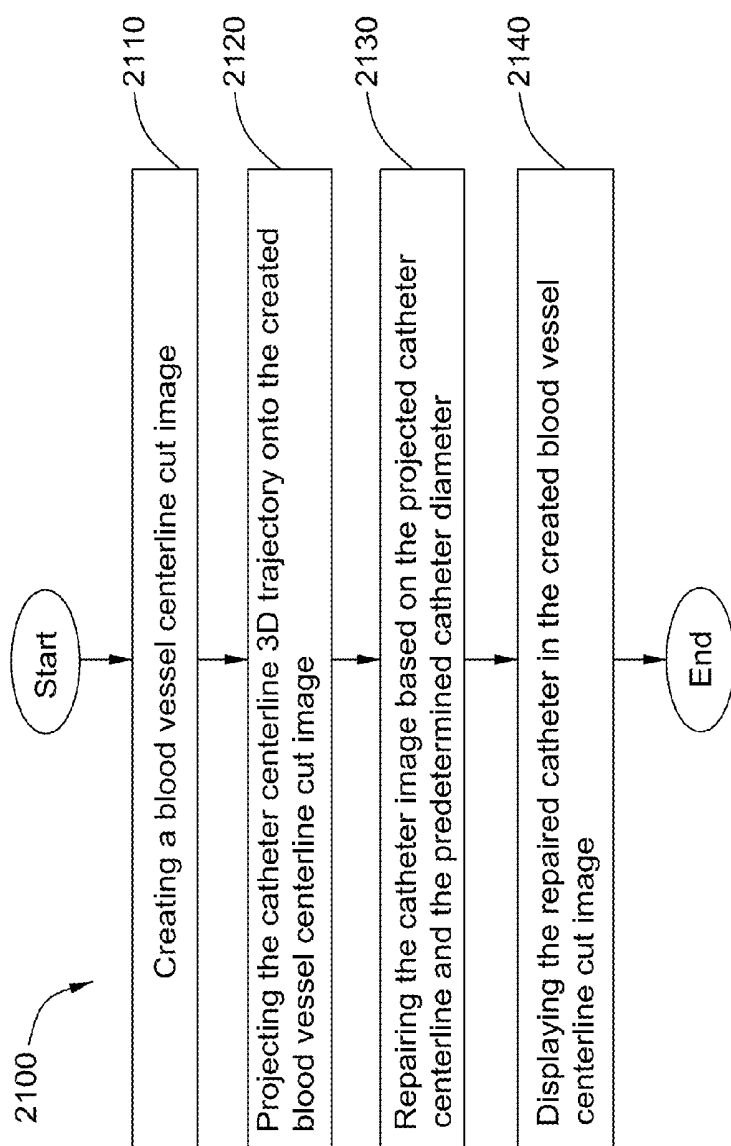 2100
Start
Creating a blood vessel centerline cut image
2110
Projecting the catheter centerline 3D trajectory onto the created
blood vessel centerline cut image
2120
Repairing the catheter image based on the projected catheter
centerline and the predetermined catheter diameter
2130
Displaying the repaired catheter in the created blood vessel
centerline cut image
2140
End